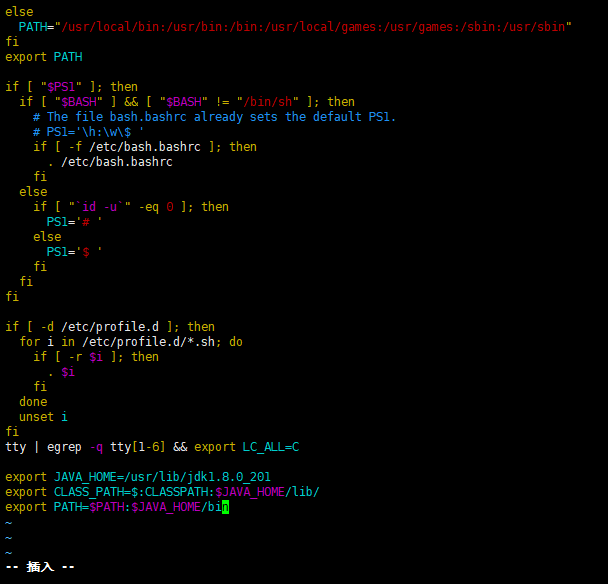 else
  PATH="/usr/local/bin:/usr/bin:/bin:/usr/local/games:/usr/games:/sbin:/usr/sbin"
fi
export PATH

if [ "$PS1" ]; then
  if [ "$BASH" ] && [ "$BASH" != "/bin/sh" ]; then
    # The file bash.bashrc already sets the default PS1.
    # PS1='\h:\w\$ '
    if [ -f /etc/bash.bashrc ]; then
      . /etc/bash.bashrc
    fi
  else
    if [ "`id -u`" -eq 0 ]; then
      PS1='# '
    else
      PS1='$ '
    fi
  fi
fi

if [ -d /etc/profile.d ]; then
  for i in /etc/profile.d/*.sh; do
    if [ -r $i ]; then
      . $i
    fi
  done
  unset i
fi
tty | egrep -q tty[1-6] && export LC_ALL=C

export JAVA_HOME=/usr/lib/jdk1.8.0_201
export CLASS_PATH=$:CLASSPATH:$JAVA_HOME/lib/
export PATH=$PATH:$JAVA_HOME/bin
~
~
~
-- 插入 --